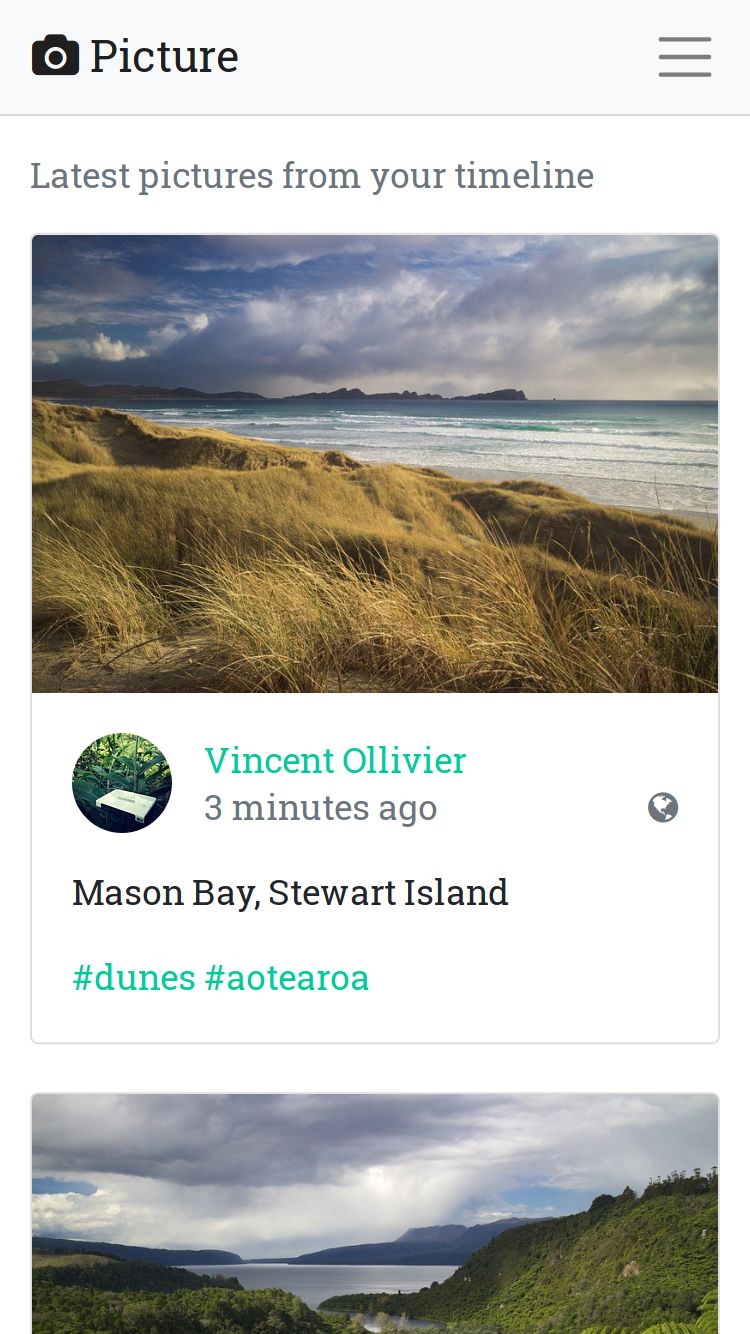 Picture
Latest pictures from your timeline
Vincent Ollivier
3 minutes ago
Mason Bay, Stewart Island
#dunes #aotearoa